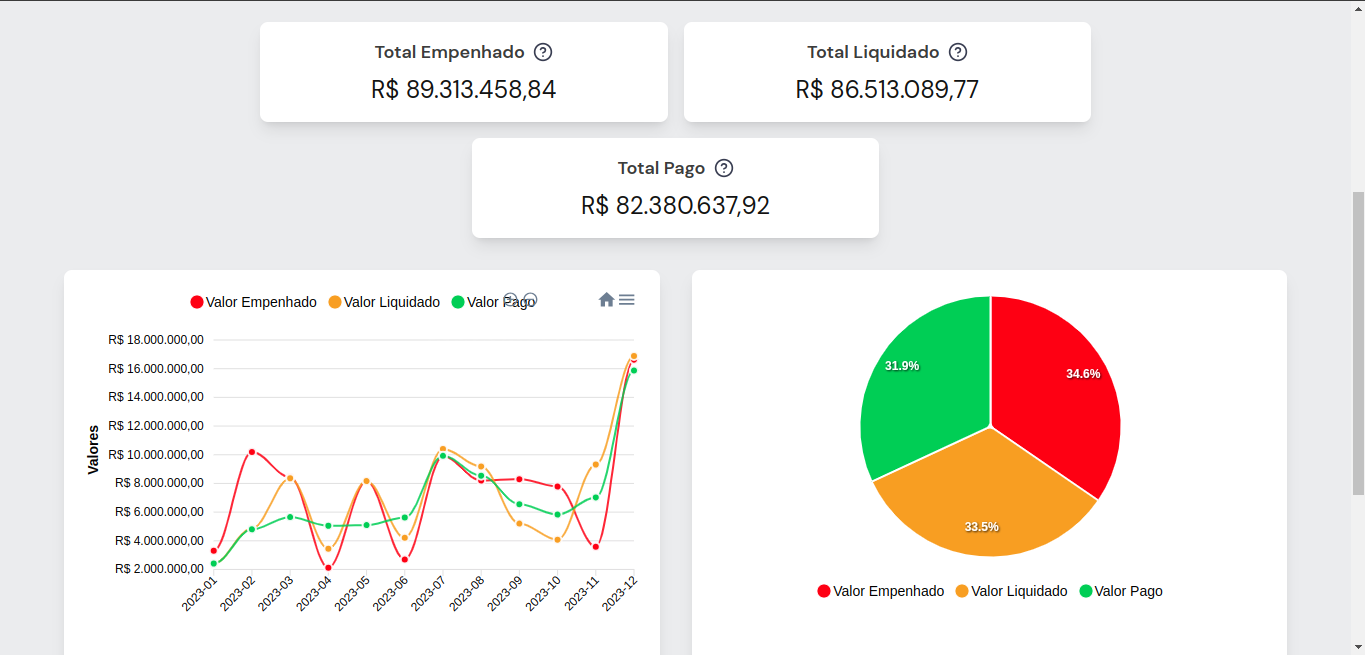 Total Empenhado ?
R$ 89.313.458,84
Total Liquidado ?
R$ 86.513.089,77
Total Pago ?
R$ 82.380.637,92
Valor Empenhado Valor Liquidado Valor Pago
Valores
R$ 18.000.000,00
R$ 16.000.000,00
R$ 14.000.000,00
R$ 12.000.000,00
R$ 10.000.000,00
R$ 8.000.000,00
R$ 6.000.000,00
R$ 4.000.000,00
R$ 2.000.000,00
2023-01 2023-02 2023-03 2023-04 2023-05 2023-06 2023-07 2023-08 2023-09 2023-10 2023-11 2023-12
31.9%
34.6%
33.5%
Valor Empenhado Valor Liquidado Valor Pago